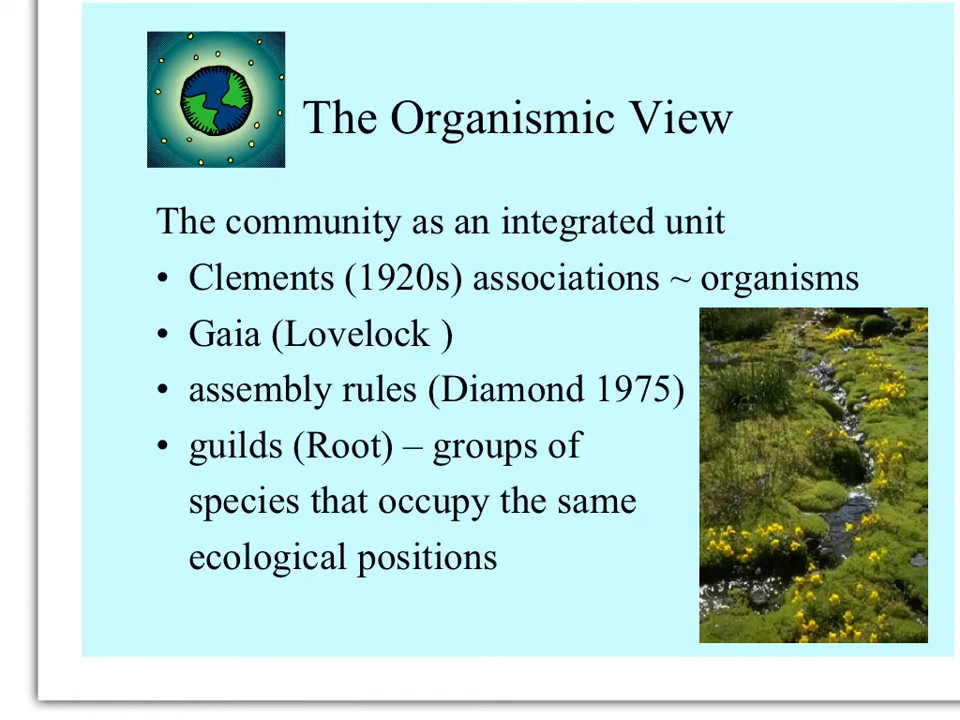 The Organismic View
The community as an integrated unit
• Clements (1920s) associations ~ organisms
• Gaia (Lovelock )
• assembly rules (Diamond 1975)
• guilds (Root) – groups of
species that occupy the same
ecological positions